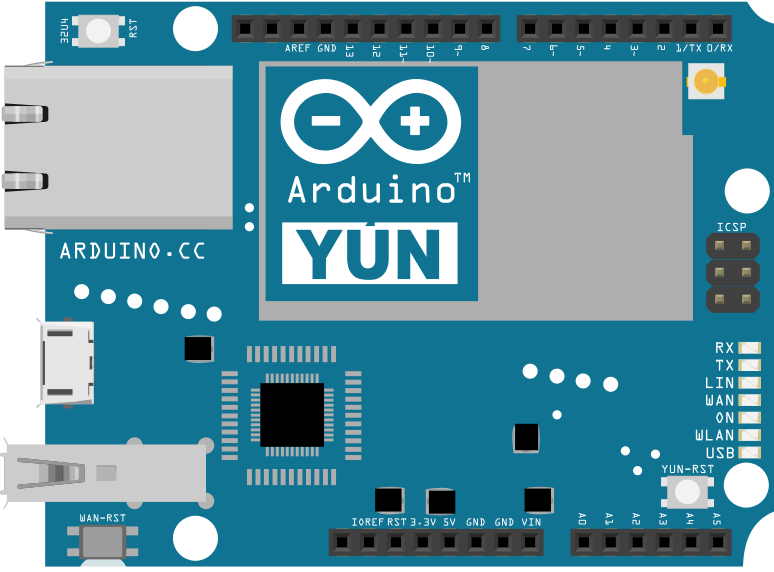 32U4
RST
AREF GND 13 12 11~ 10~ 9~ 8
7 6~ 5~ 4 3~ 2 1/TX 0/RX
Arduino™
YÚN
ARDUINO.CC
ICSP
RX
TX
LIN
WAN
ON
WLAN
USB
YUN-RST
WAN-RST
IOREF RST 3.3V 5V GND GND VIN
A0 A1 A2 A3 A4 A5